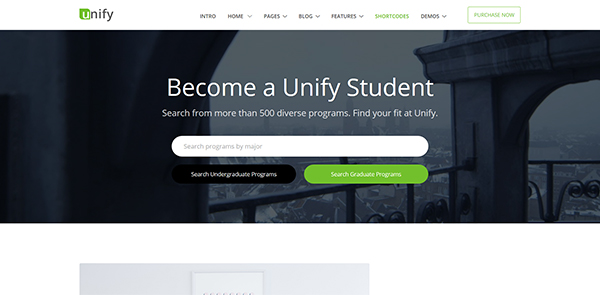 unify
INTRO HOME PAGES BLOG FEATURES SHORTCODES DEMOS PURCHASE NOW
Become a Unify Student
Search from more than 500 diverse programs. Find your fit at Unify.
Search programs by major
Search Undergraduate Programs Search Graduate Programs